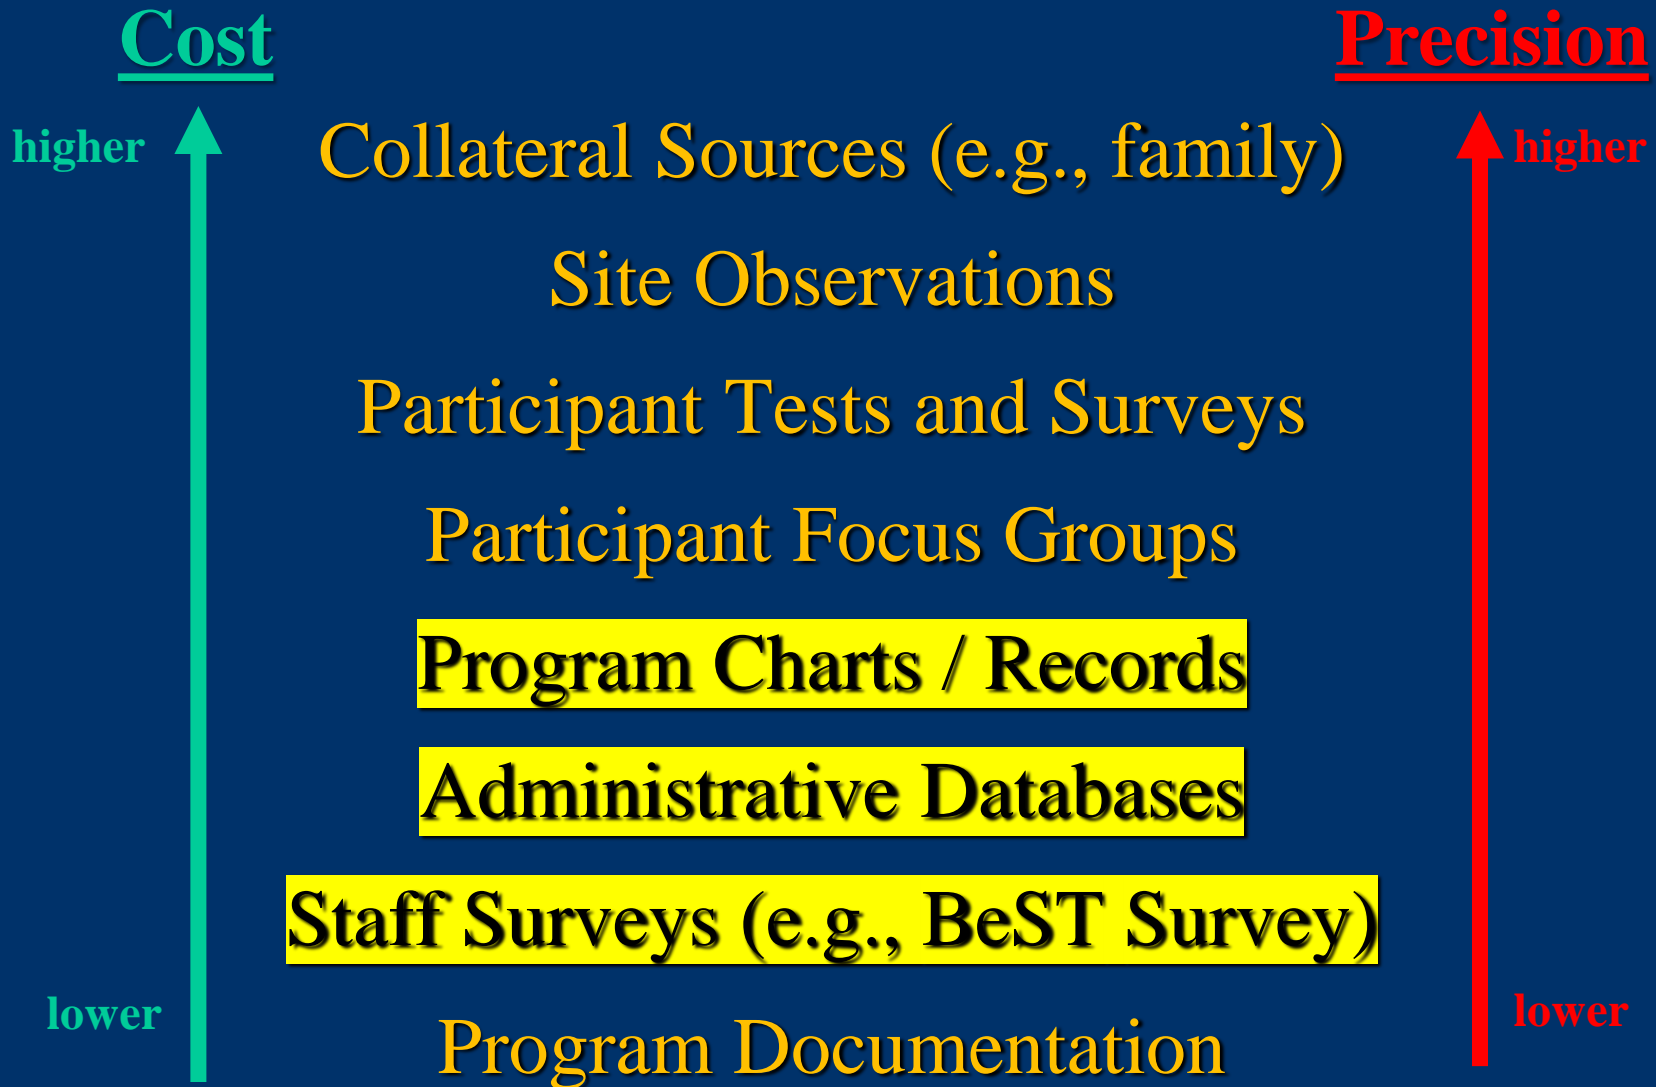 Cost
Precision
higher
Collateral Sources (e.g., family)
higher
Site Observations
Participant Tests and Surveys
Participant Focus Groups
Program Charts / Records
Administrative Databases
Staff Surveys (e.g., BeST Survey)
lower
lower
Program Documentation